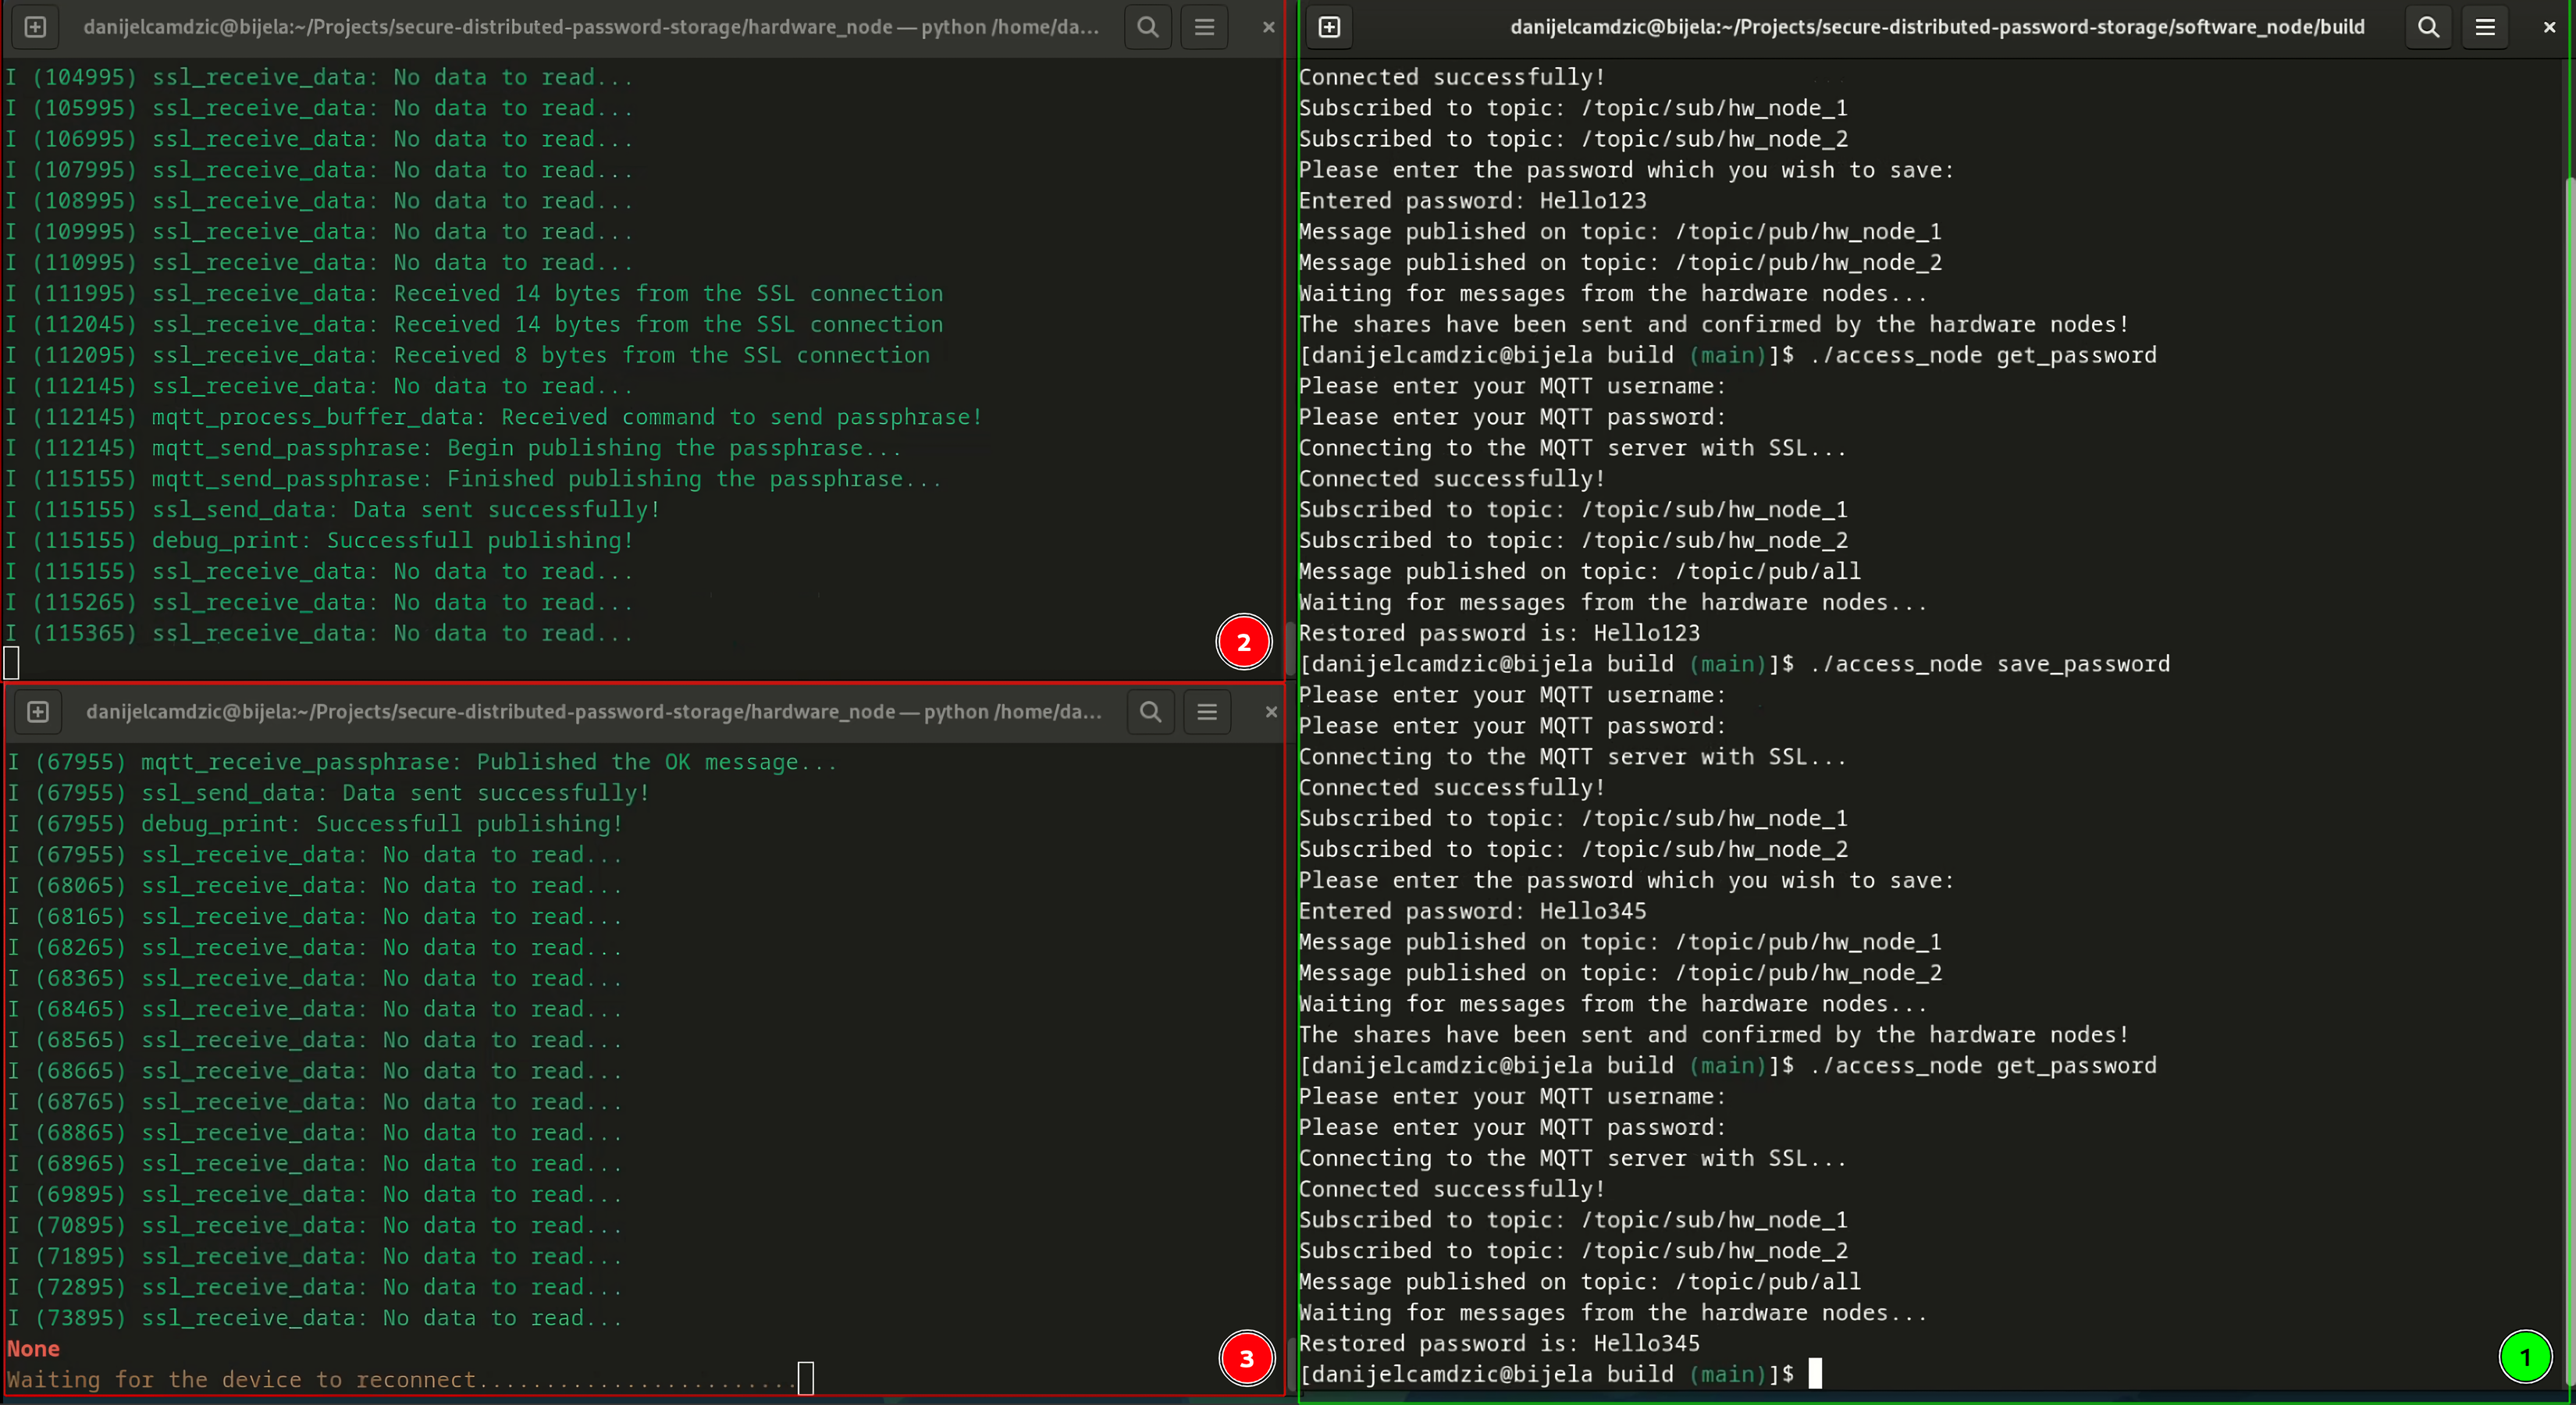 danijelcamdzic@bijela:~/Projects/secure-distributed-password-storage/hardware_node — python /home/da...
I (104995) ssl_receive_data: No data to read...
I (105995) ssl_receive_data: No data to read...
I (106995) ssl_receive_data: No data to read...
I (107995) ssl_receive_data: No data to read...
I (108995) ssl_receive_data: No data to read...
I (109995) ssl_receive_data: No data to read...
I (110995) ssl_receive_data: No data to read...
I (111995) ssl_receive_data: Received 14 bytes from the SSL connection
I (112045) ssl_receive_data: Received 14 bytes from the SSL connection
I (112095) ssl_receive_data: Received 8 bytes from the SSL connection
I (112145) ssl_receive_data: No data to read...
I (112145) mqtt_process_buffer_data: Received command to send passphrase!
I (112145) mqtt_send_passphrase: Begin publishing the passphrase...
I (115155) mqtt_send_passphrase: Finished publishing the passphrase...
I (115155) ssl_send_data: Data sent successfully!
I (115155) debug_print: Successfull publishing!
I (115155) ssl_receive_data: No data to read...
I (115265) ssl_receive_data: No data to read...
I (115365) ssl_receive_data: No data to read...
2
danijelcamdzic@bijela:~/Projects/secure-distributed-password-storage/hardware_node — python /home/da...
I (67955) mqtt_receive_passphrase: Published the OK message...
I (67955) ssl_send_data: Data sent successfully!
I (67955) debug_print: Successfull publishing!
I (67955) ssl_receive_data: No data to read...
I (68065) ssl_receive_data: No data to read...
I (68165) ssl_receive_data: No data to read...
I (68265) ssl_receive_data: No data to read...
I (68365) ssl_receive_data: No data to read...
I (68465) ssl_receive_data: No data to read...
I (68565) ssl_receive_data: No data to read...
I (68665) ssl_receive_data: No data to read...
I (68765) ssl_receive_data: No data to read...
I (68865) ssl_receive_data: No data to read...
I (68965) ssl_receive_data: No data to read...
I (69895) ssl_receive_data: No data to read...
I (70895) ssl_receive_data: No data to read...
I (71895) ssl_receive_data: No data to read...
I (72895) ssl_receive_data: No data to read...
I (73895) ssl_receive_data: No data to read...
None
Waiting for the device to reconnect........................
3
danijelcamdzic@bijela:~/Projects/secure-distributed-password-storage/software_node/build
Connected successfully!
Subscribed to topic: /topic/sub/hw_node_1
Subscribed to topic: /topic/sub/hw_node_2
Please enter the password which you wish to save:
Entered password: Hello123
Message published on topic: /topic/pub/hw_node_1
Message published on topic: /topic/pub/hw_node_2
Waiting for messages from the hardware nodes...
The shares have been sent and confirmed by the hardware nodes!
[danijelcamdzic@bijela build (main)]$ ./access_node get_password
Please enter your MQTT username:
Please enter your MQTT password:
Connecting to the MQTT server with SSL...
Connected successfully!
Subscribed to topic: /topic/sub/hw_node_1
Subscribed to topic: /topic/sub/hw_node_2
Message published on topic: /topic/pub/all
Waiting for messages from the hardware nodes...
Restored password is: Hello123
[danijelcamdzic@bijela build (main)]$ ./access_node save_password
Please enter your MQTT username:
Please enter your MQTT password:
Connecting to the MQTT server with SSL...
Connected successfully!
Subscribed to topic: /topic/sub/hw_node_1
Subscribed to topic: /topic/sub/hw_node_2
Please enter the password which you wish to save:
Entered password: Hello345
Message published on topic: /topic/pub/hw_node_1
Message published on topic: /topic/pub/hw_node_2
Waiting for messages from the hardware nodes...
The shares have been sent and confirmed by the hardware nodes!
[danijelcamdzic@bijela build (main)]$ ./access_node get_password
Please enter your MQTT username:
Please enter your MQTT password:
Connecting to the MQTT server with SSL...
Connected successfully!
Subscribed to topic: /topic/sub/hw_node_1
Subscribed to topic: /topic/sub/hw_node_2
Message published on topic: /topic/pub/all
Waiting for messages from the hardware nodes...
Restored password is: Hello345
[danijelcamdzic@bijela build (main)]$
1